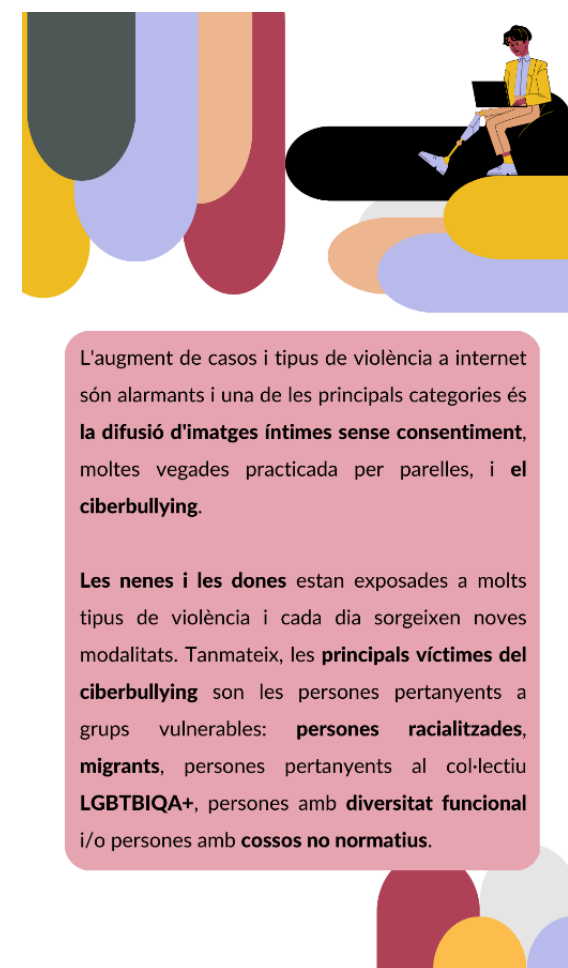 L'augment de casos i tipus de violència a internet
són alarmants i una de les principals categories és
la difusió d'imatges íntimes sense consentiment,
moltes vegades practicada per parelles, i el
ciberbullying.
Les nenes i les dones estan exposades a molts
tipus de violència i cada dia sorgeixen noves
modalitats. Tanmateix, les principals víctimes del
ciberbullying son les persones pertanyents a
grups vulnerables: persones racialitzades,
migrants, persones pertanyents al col·lectiu
LGBTBIQA+, persones amb diversitat funcional
i/o persones amb cossos no normatius.